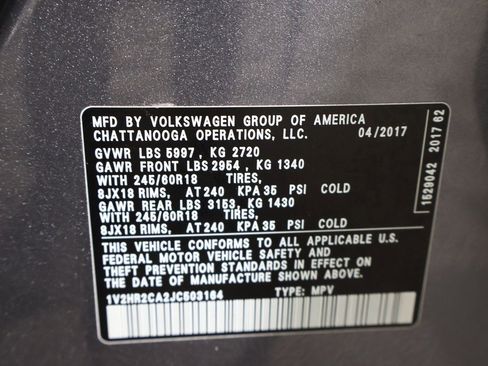 MFD BY VOLKSWAGEN GROUP OF AMERICA
CHATTANOOGA OPERATIONS, LLC. 04/2017
GVWR LBS 5997, KG 2720
GAWR FRONT LBS 2954, KG 1340
WITH 245/60R18 TIRES,
8JX18 RIMS, AT 240 KPA 35 PSI COLD
GAWR REAR LBS 3153, KG 1430
WITH 245/60R18 TIRES,
8JX18 RIMS, AT 240 KPA 35 PSI COLD
THIS VEHICLE CONFORMS TO ALL APPLICABLE U.S.
FEDERAL MOTOR VEHICLE SAFETY AND
THEFT PREVENTION STANDARDS IN EFFECT ON
THE DATE OF MANUFACTURE SHOWN ABOVE.
1V2HR2CA2JC503164 TYPE: MPV
1529042 2017 62